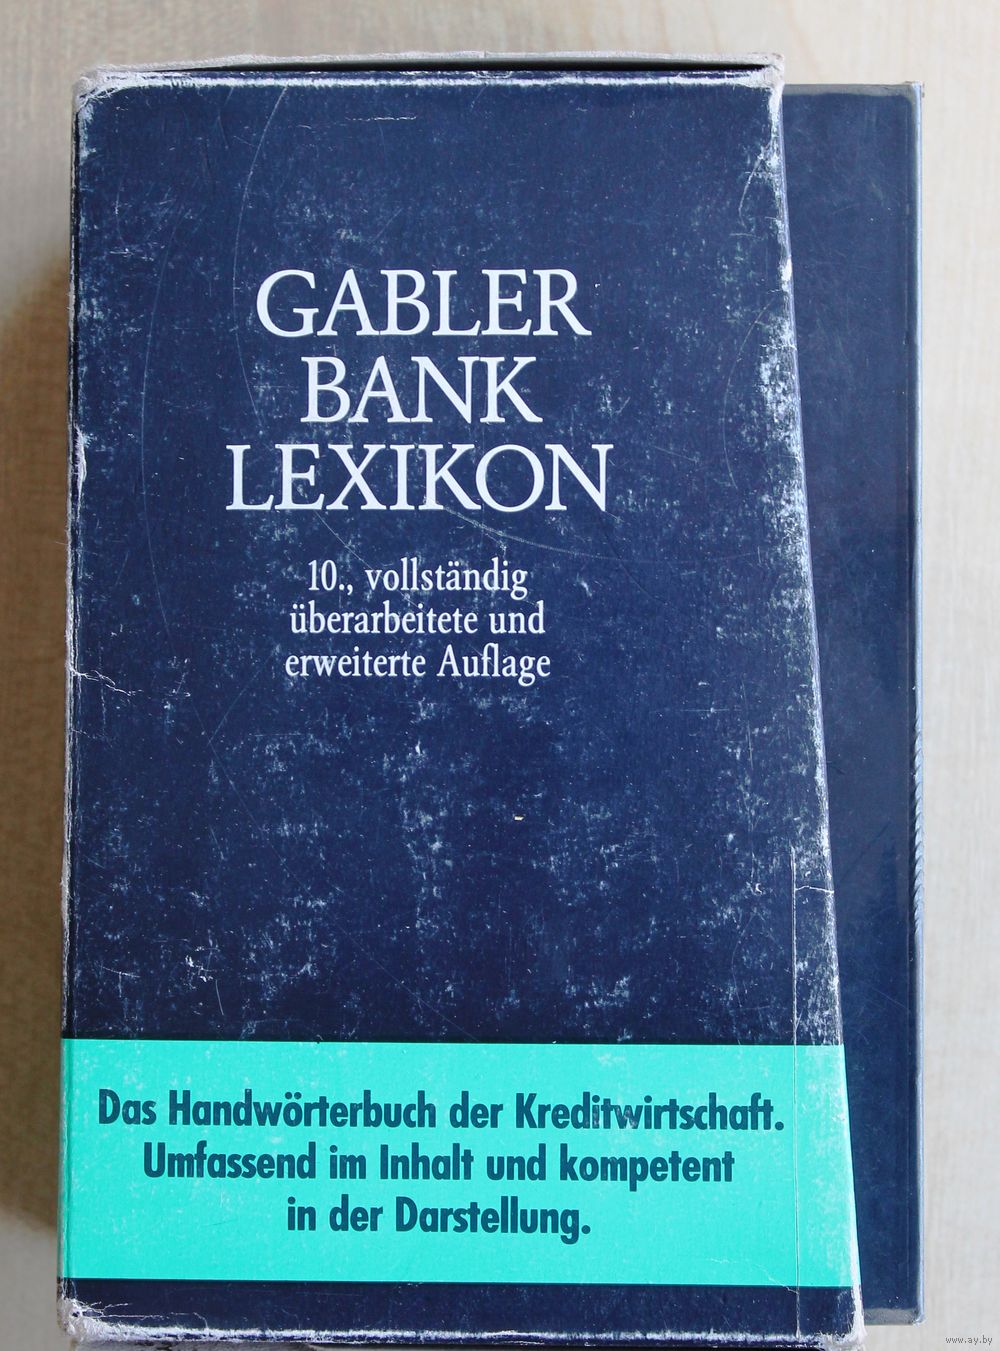 GABLER
BANK
LEXIKON
10., vollständig
überarbeitete und
erweiterte Auflage
Das Handwörterbuch der Kreditwirtschaft.
Umfassend im Inhalt und kompetent
in der Darstellung.
www.ay.by